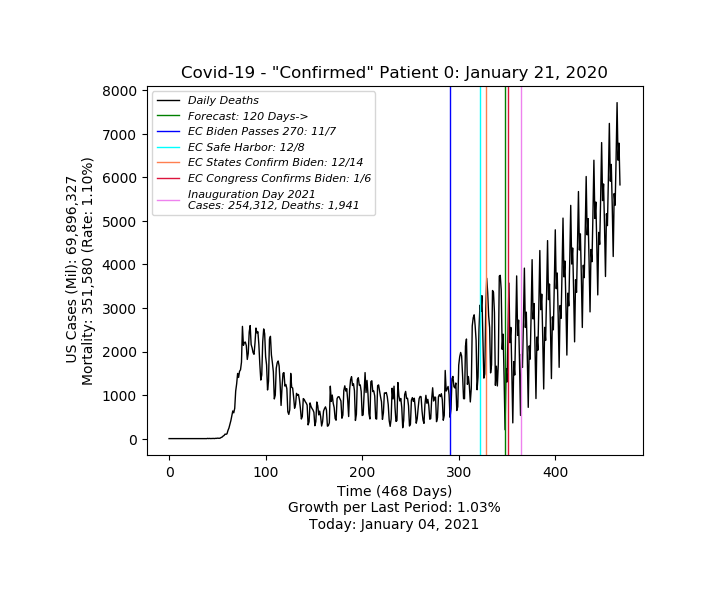 Covid-19 - "Confirmed" Patient 0: January 21, 2020
8000
7000
6000
5000
4000
3000
2000
1000
0
US Cases (Mil): 69,896,327
Mortality: 351,580 (Rate: 1.10%)
Daily Deaths
Forecast: 120 Days->
EC Biden Passes 270: 11/7
EC Safe Harbor: 12/8
EC States Confirm Biden: 12/14
EC Congress Confirms Biden: 1/6
Inauguration Day 2021
Cases: 254,312, Deaths: 1,941
0 100 200 300 400
Time (468 Days)
Growth per Last Period: 1.03%
Today: January 04, 2021